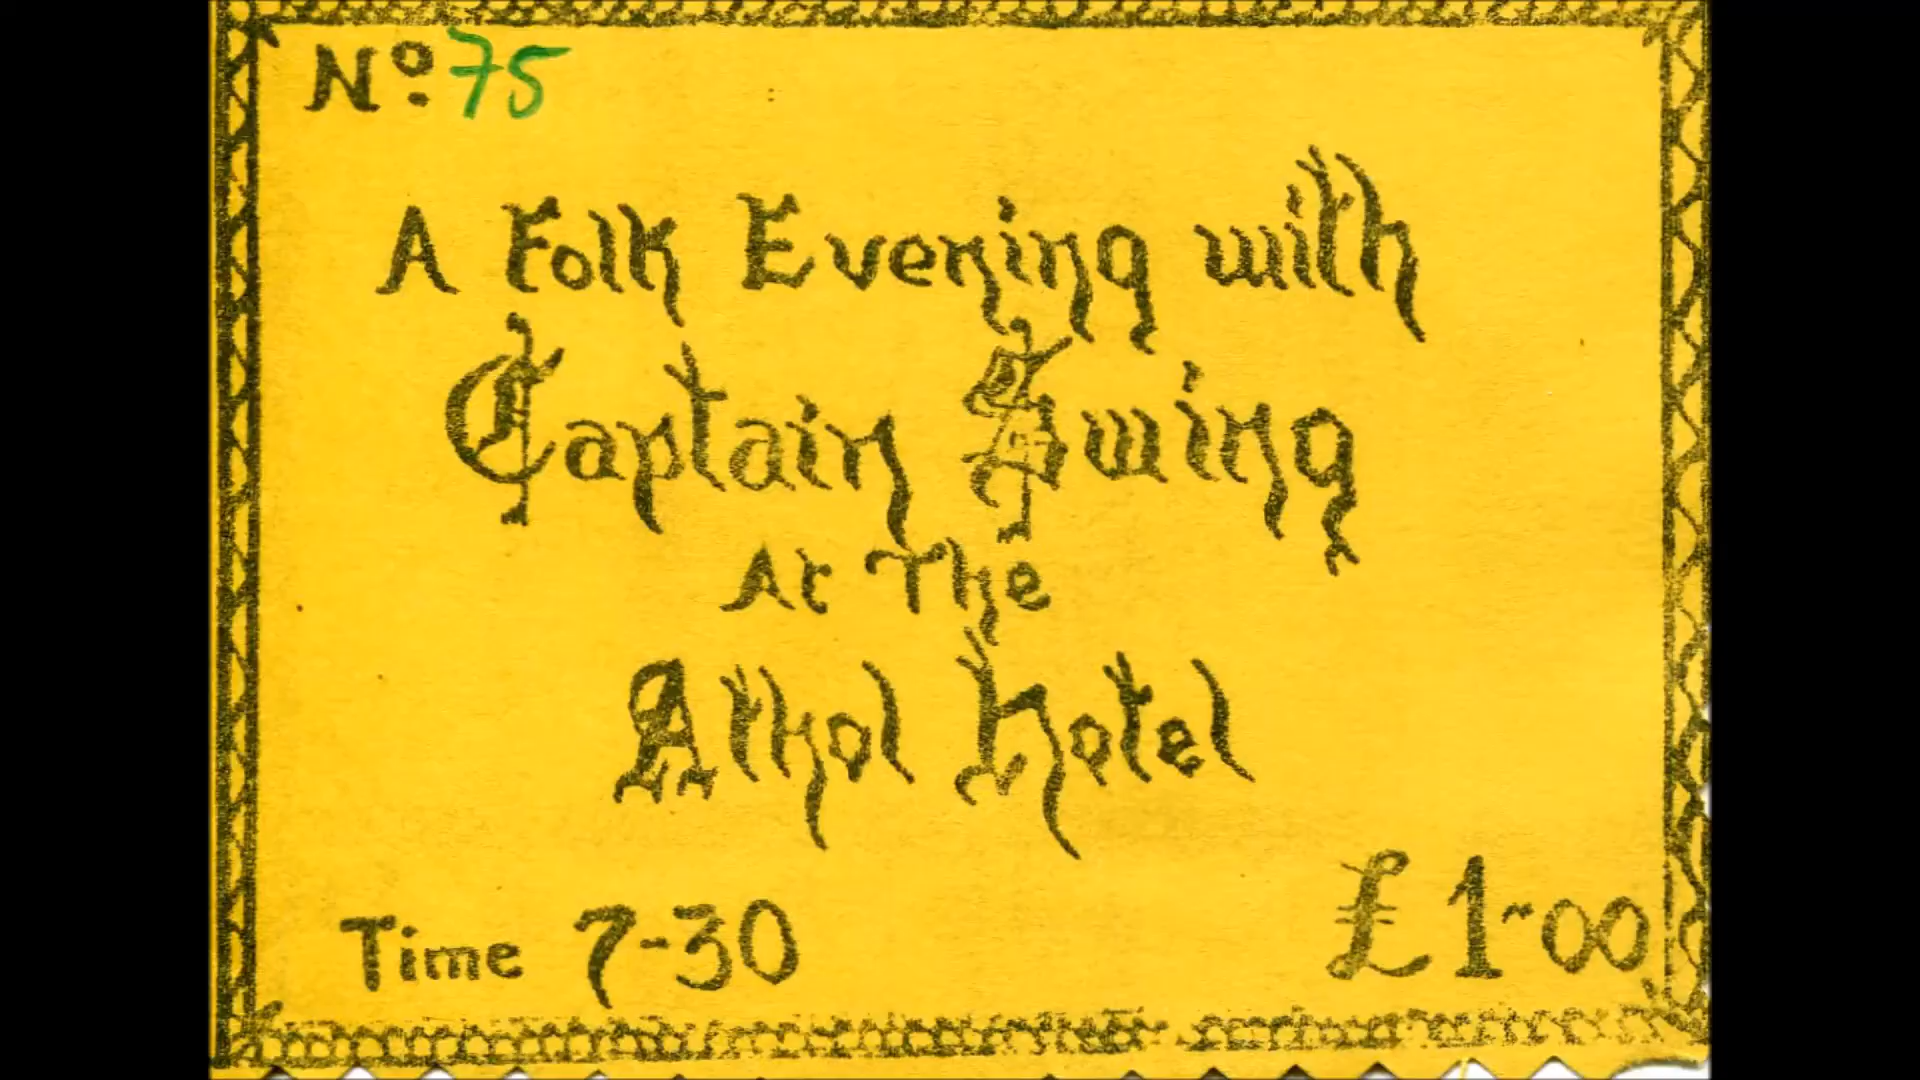 Nº 75
A Folk Evening with
Captain Swing
At The
Athol Hotel
Time 7-30
£1-00